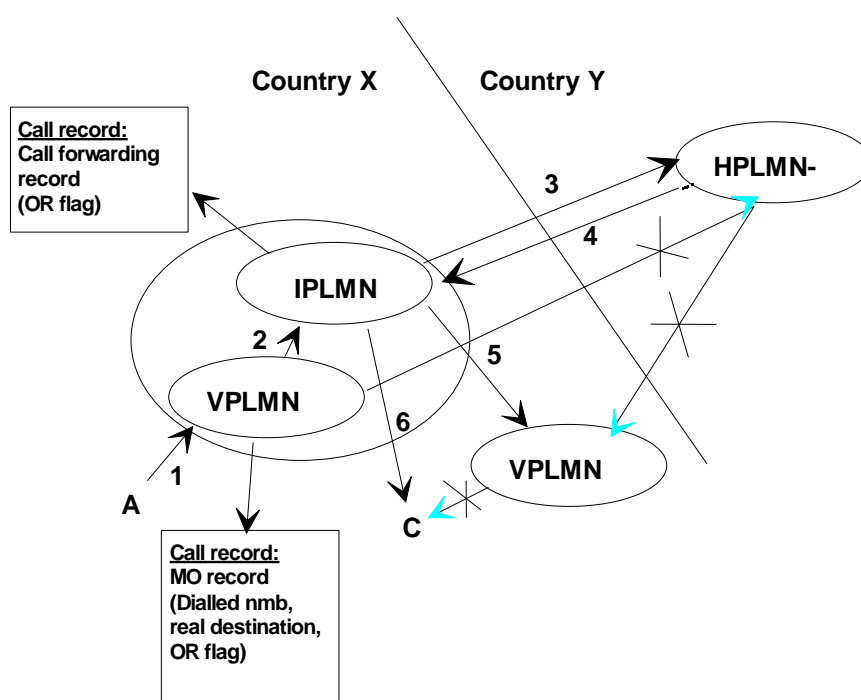 Country X
Country Y
Call record:
Call forwarding
record
(OR flag)
HPLMN-
3
4
IPLMN
2
5
VPLMN
6
VPLMN
1
A
C
Call record:
MO record
(Dialled nmb,
real destination,
OR flag)